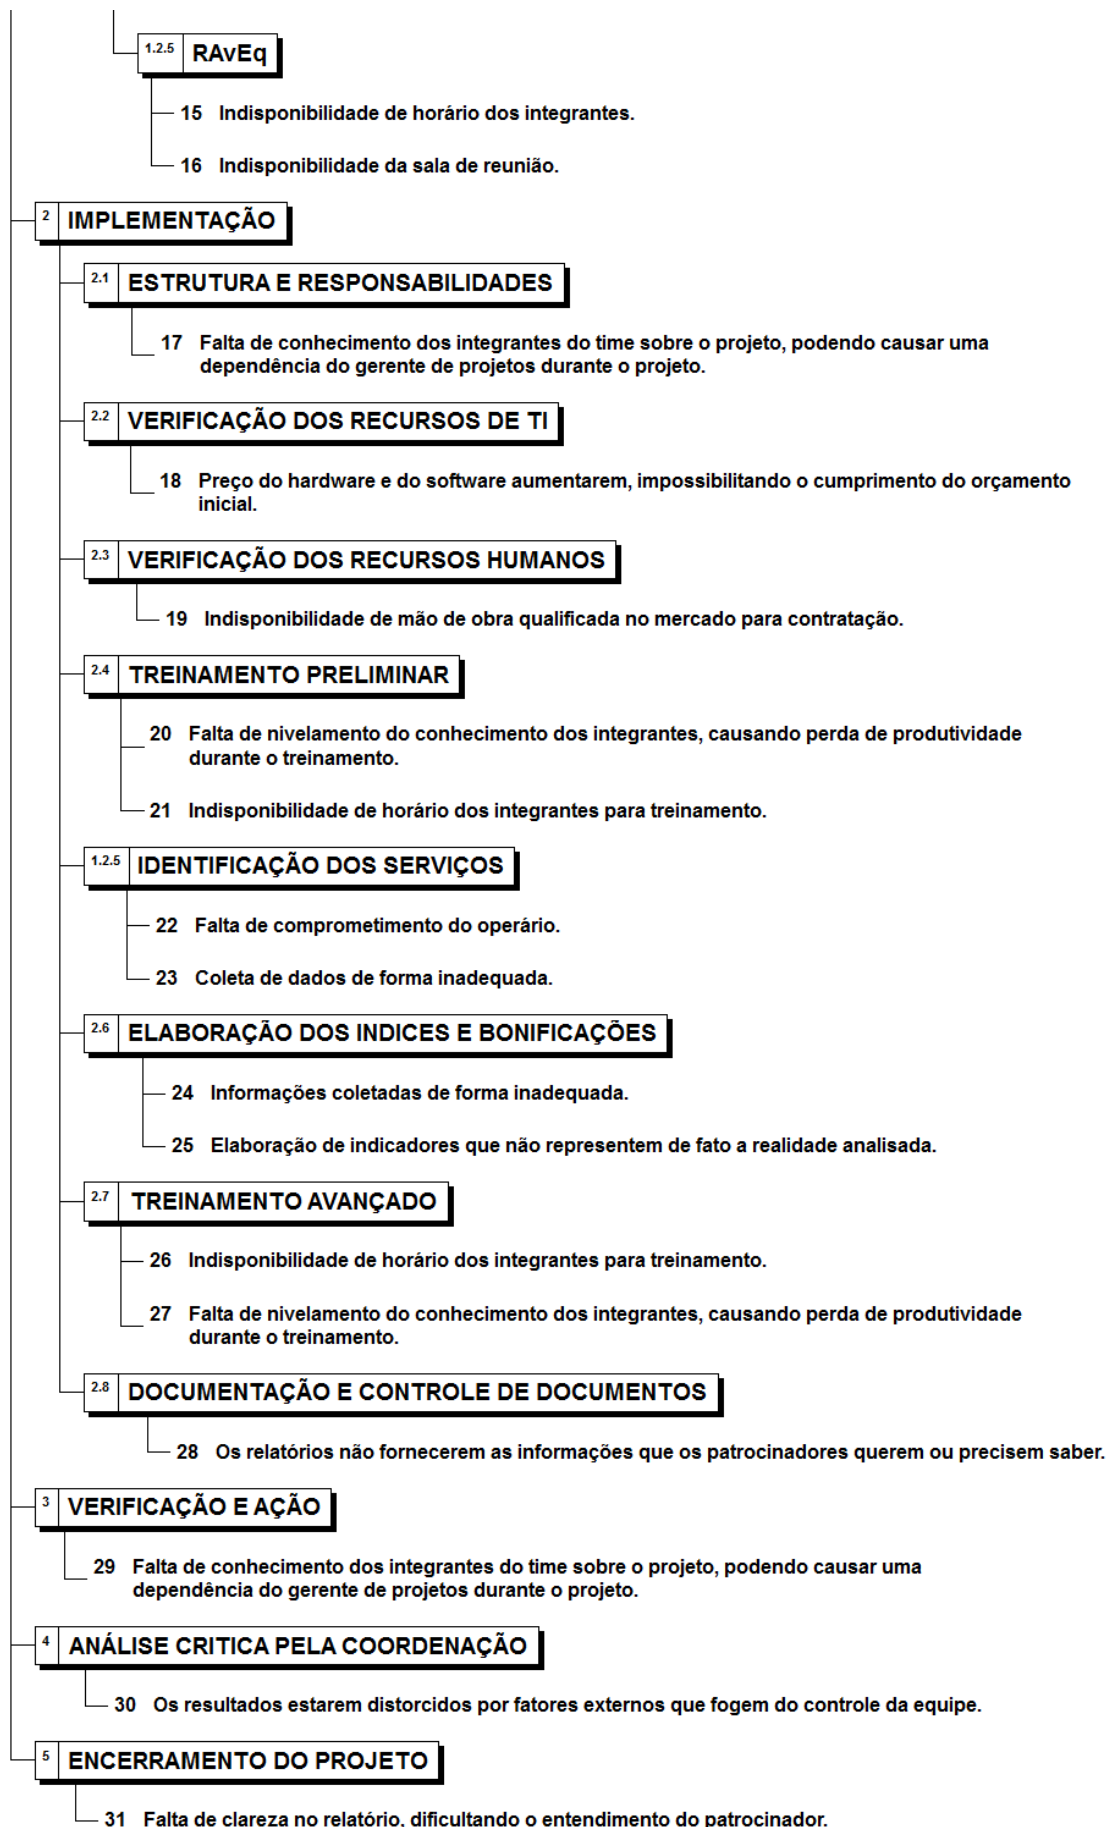 1.2.5 RAvEq
15 Indisponibilidade de horário dos integrantes.
16 Indisponibilidade da sala de reunião.
2 IMPLEMENTAÇÃO
2.1 ESTRUTURA E RESPONSABILIDADES
17 Falta de conhecimento dos integrantes do time sobre o projeto, podendo causar uma
dependência do gerente de projetos durante o projeto.
2.2 VERIFICAÇÃO DOS RECURSOS DE TI
18 Preço do hardware e do software aumentarem, impossibilitando o cumprimento do orçamento
inicial.
2.3 VERIFICAÇÃO DOS RECURSOS HUMANOS
19 Indisponibilidade de mão de obra qualificada no mercado para contratação.
2.4 TREINAMENTO PRELIMINAR
20 Falta de nivelamento do conhecimento dos integrantes, causando perda de produtividade
durante o treinamento.
21 Indisponibilidade de horário dos integrantes para treinamento.
1.2.5 IDENTIFICAÇÃO DOS SERVIÇOS
22 Falta de comprometimento do operário.
23 Coleta de dados de forma inadequada.
2.6 ELABORAÇÃO DOS INDICES E BONIFICAÇÕES
24 Informações coletadas de forma inadequada.
25 Elaboração de indicadores que não representem de fato a realidade analisada.
2.7 TREINAMENTO AVANÇADO
26 Indisponibilidade de horário dos integrantes para treinamento.
27 Falta de nivelamento do conhecimento dos integrantes, causando perda de produtividade
durante o treinamento.
2.8 DOCUMENTAÇÃO E CONTROLE DE DOCUMENTOS
28 Os relatórios não fornecerem as informações que os patrocinadores querem ou precisem saber.
3 VERIFICAÇÃO E AÇÃO
29 Falta de conhecimento dos integrantes do time sobre o projeto, podendo causar uma
dependência do gerente de projetos durante o projeto.
4 ANÁLISE CRITICA PELA COORDENAÇÃO
30 Os resultados estarem distorcidos por fatores externos que fogem do controle da equipe.
5 ENCERRAMENTO DO PROJETO
31 Falta de clareza no relatório, dificultando o entendimento do patrocinador.